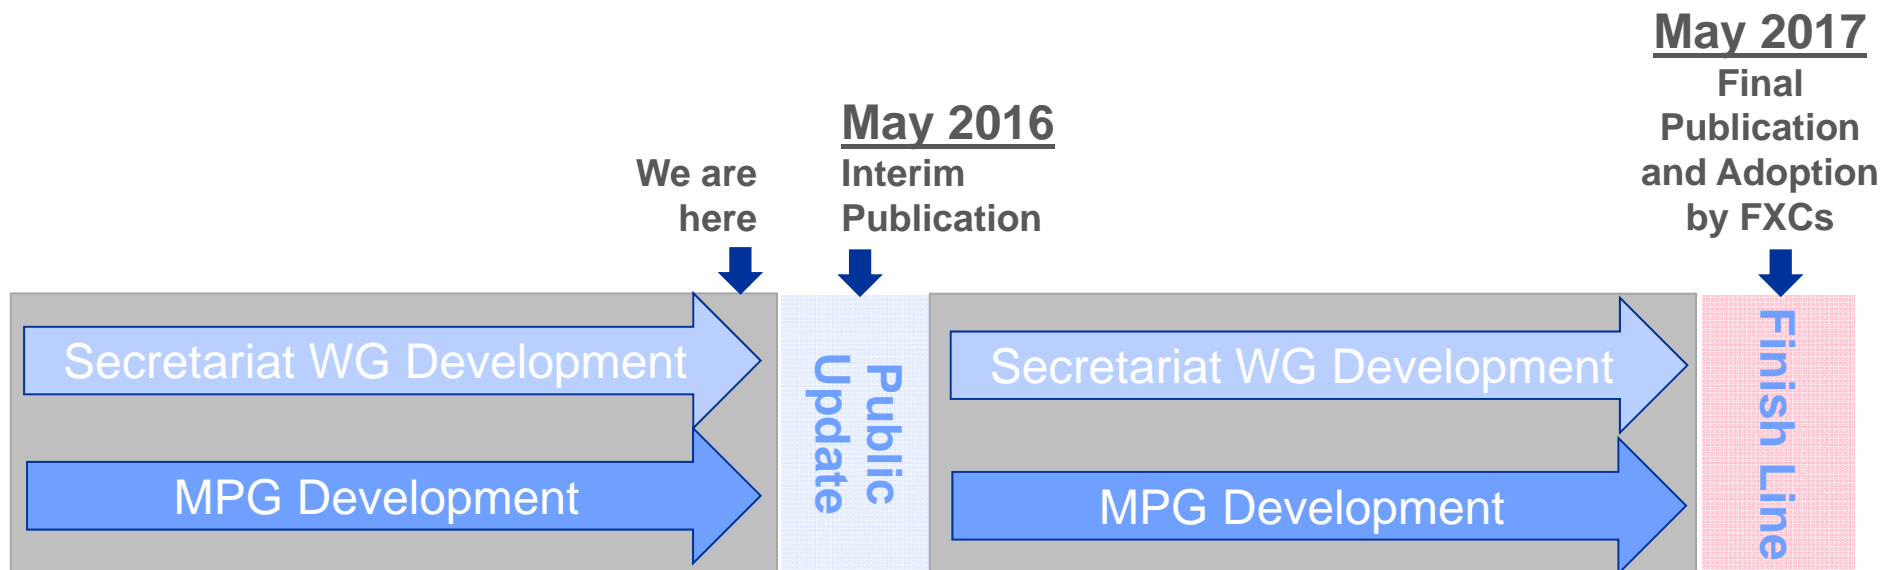 May 2017
Final
Publication
and Adoption
by FXCs
May 2016
Interim
Publication
We are
here
Secretariat WG Development
MPG Development
Public
Update
Secretariat WG Development
MPG Development
Finish Line